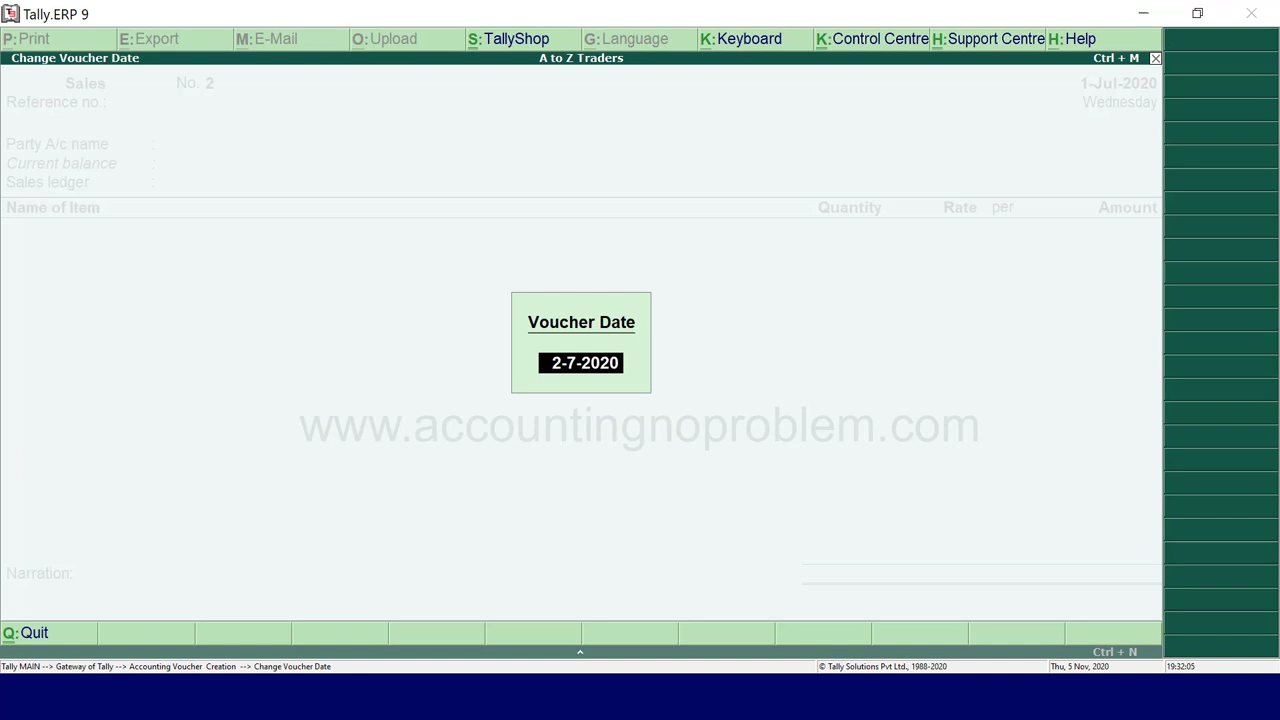 Tally.ERP 9
P:Print E:Export M:E-Mail O:Upload S:TallyShop G:Language K:Keyboard K:Control Centre H:Support Centre H:Help
Change Voucher Date A to Z Traders Ctrl + M
Sales No. 2 1-Jul-2020
Reference no.: Wednesday
Party A/c name :
Current balance :
Sales ledger :
Name of Item Quantity Rate per Amount
Voucher Date
2-7-2020
www.accountingnoproblem.com
Narration:
Q:Quit
Ctrl + N
Tally MAIN --> Gateway of Tally --> Accounting Voucher Creation --> Change Voucher Date © Tally Solutions Pvt Ltd., 1988-2020 Thu, 5 Nov, 2020 19:32:05